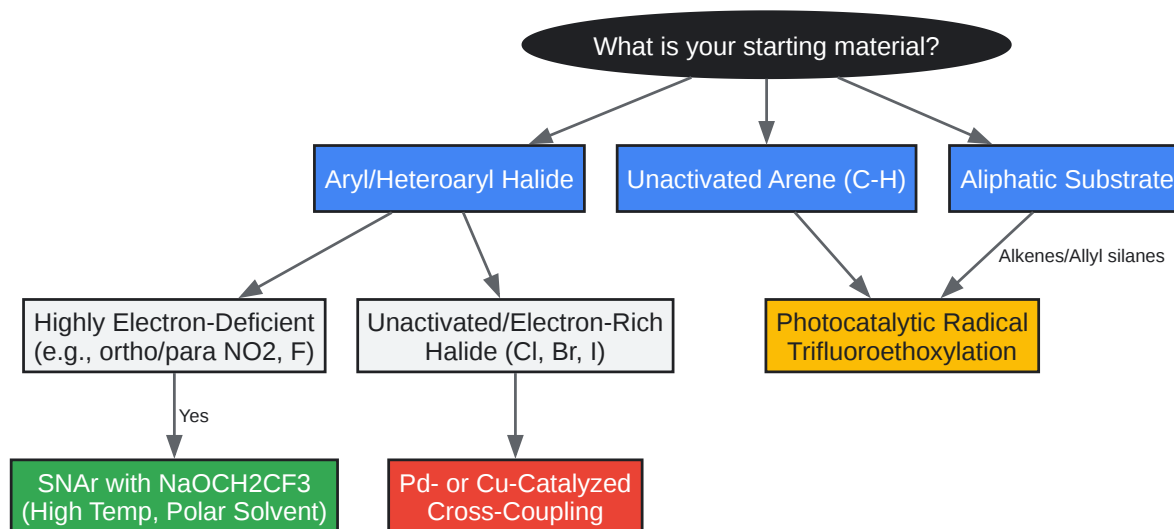 What is your starting material?
Aryl/Heteroaryl Halide
Unactivated Arene (C-H)
Aliphatic Substrate
Alkenes/Allyl silanes
Highly Electron-Deficient
(e.g., ortho/para NO2, F)
Unactivated/Electron-Rich
Halide (Cl, Br, I)
Photocatalytic Radical
Trifluoroethoxylation
Yes
SNAr with NaOCH2CF3
(High Temp, Polar Solvent)
Pd- or Cu-Catalyzed
Cross-Coupling